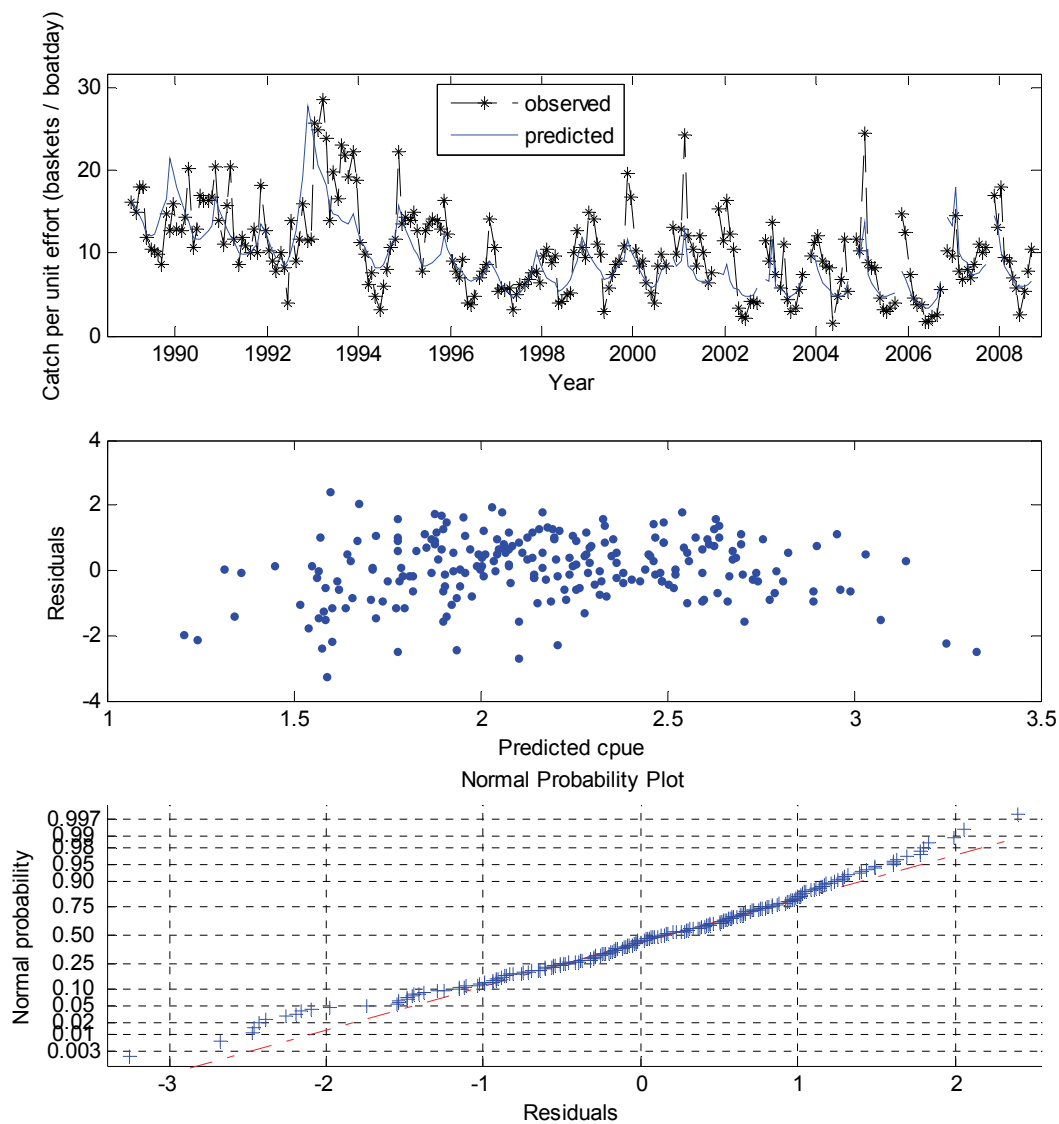 Catch per unit effort (baskets / boatday)
30
20
10
0
observed
predicted
1990 1992 1994 1996 1998 2000 2002 2004 2006 2008
Year
4
2
0
-2
-4
Residuals
1 1.5 2 2.5 3 3.5
Predicted cpue
Normal Probability Plot
0.997
0.99
0.98
0.95
0.90
0.75
0.50
0.25
0.10
0.05
0.02
0.01
0.003
Normal probability
-3 -2 -1 0 1 2
Residuals